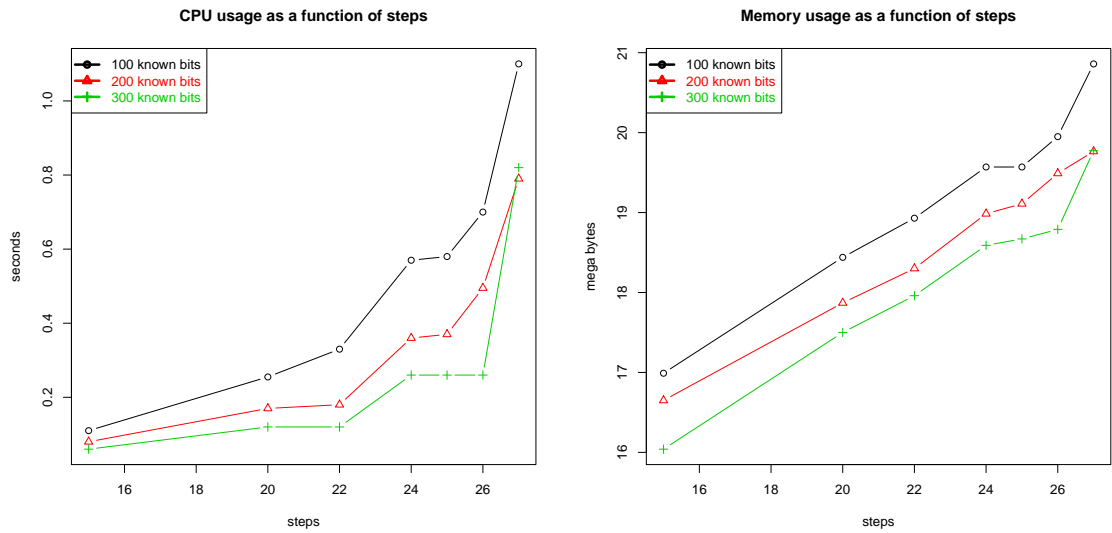 CPU usage as a function of steps
100 known bits
200 known bits
300 known bits
1.0
0.8
0.6
0.4
0.2
seconds
16
20
22
24
26
steps
Memory usage as a function of steps
100 known bits
200 known bits
300 known bits
21
20
19
18
17
16
mega bytes
16
20
22
24
26
steps